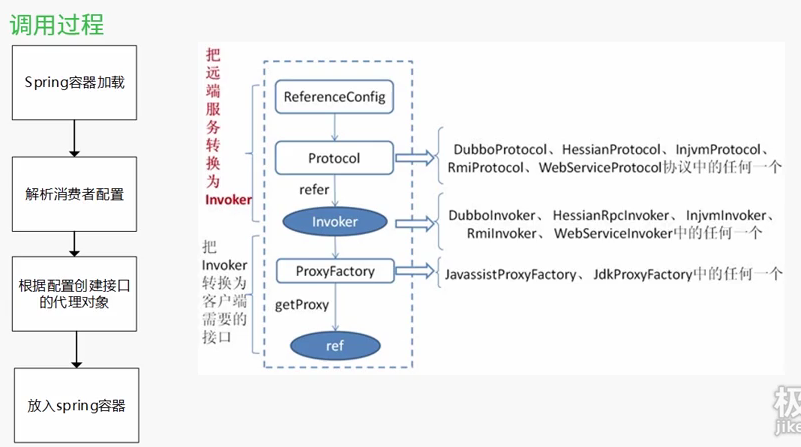 调用过程
Spring容器加载
解析消费者配置
根据配置创建接口
的代理对象
放入spring容器
把
远
端
服
务
转
换
为
Invoker
ReferenceConfig
Protocol
DubboProtocol、HessianProtocol、InjvmProtocol、
RmiProtocol、WebServiceProtocol协议中的任何一个
refer
Invoker
DubboInvoker、HessianRpcInvoker、InjvmInvoker、
RmiInvoker、WebServiceInvoker中的任何一个
把
Invoker
转换为
客户端
需要的
接口
ProxyFactory
JavassistProxyFactory、JdkProxyFactory中的任何一个
getProxy
ref
极
jike